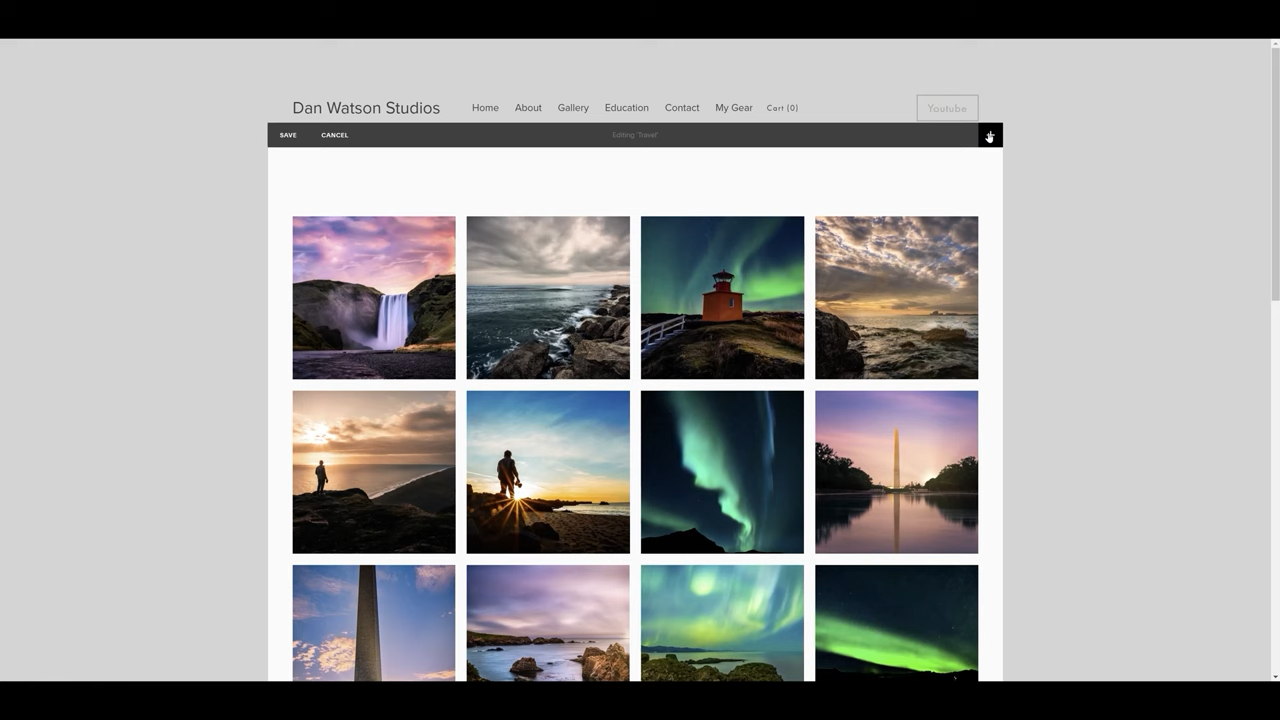 Dan Watson Studios Home About Gallery Education Contact My Gear Cart (0) Youtube
SAVE CANCEL Editing 'Travel'